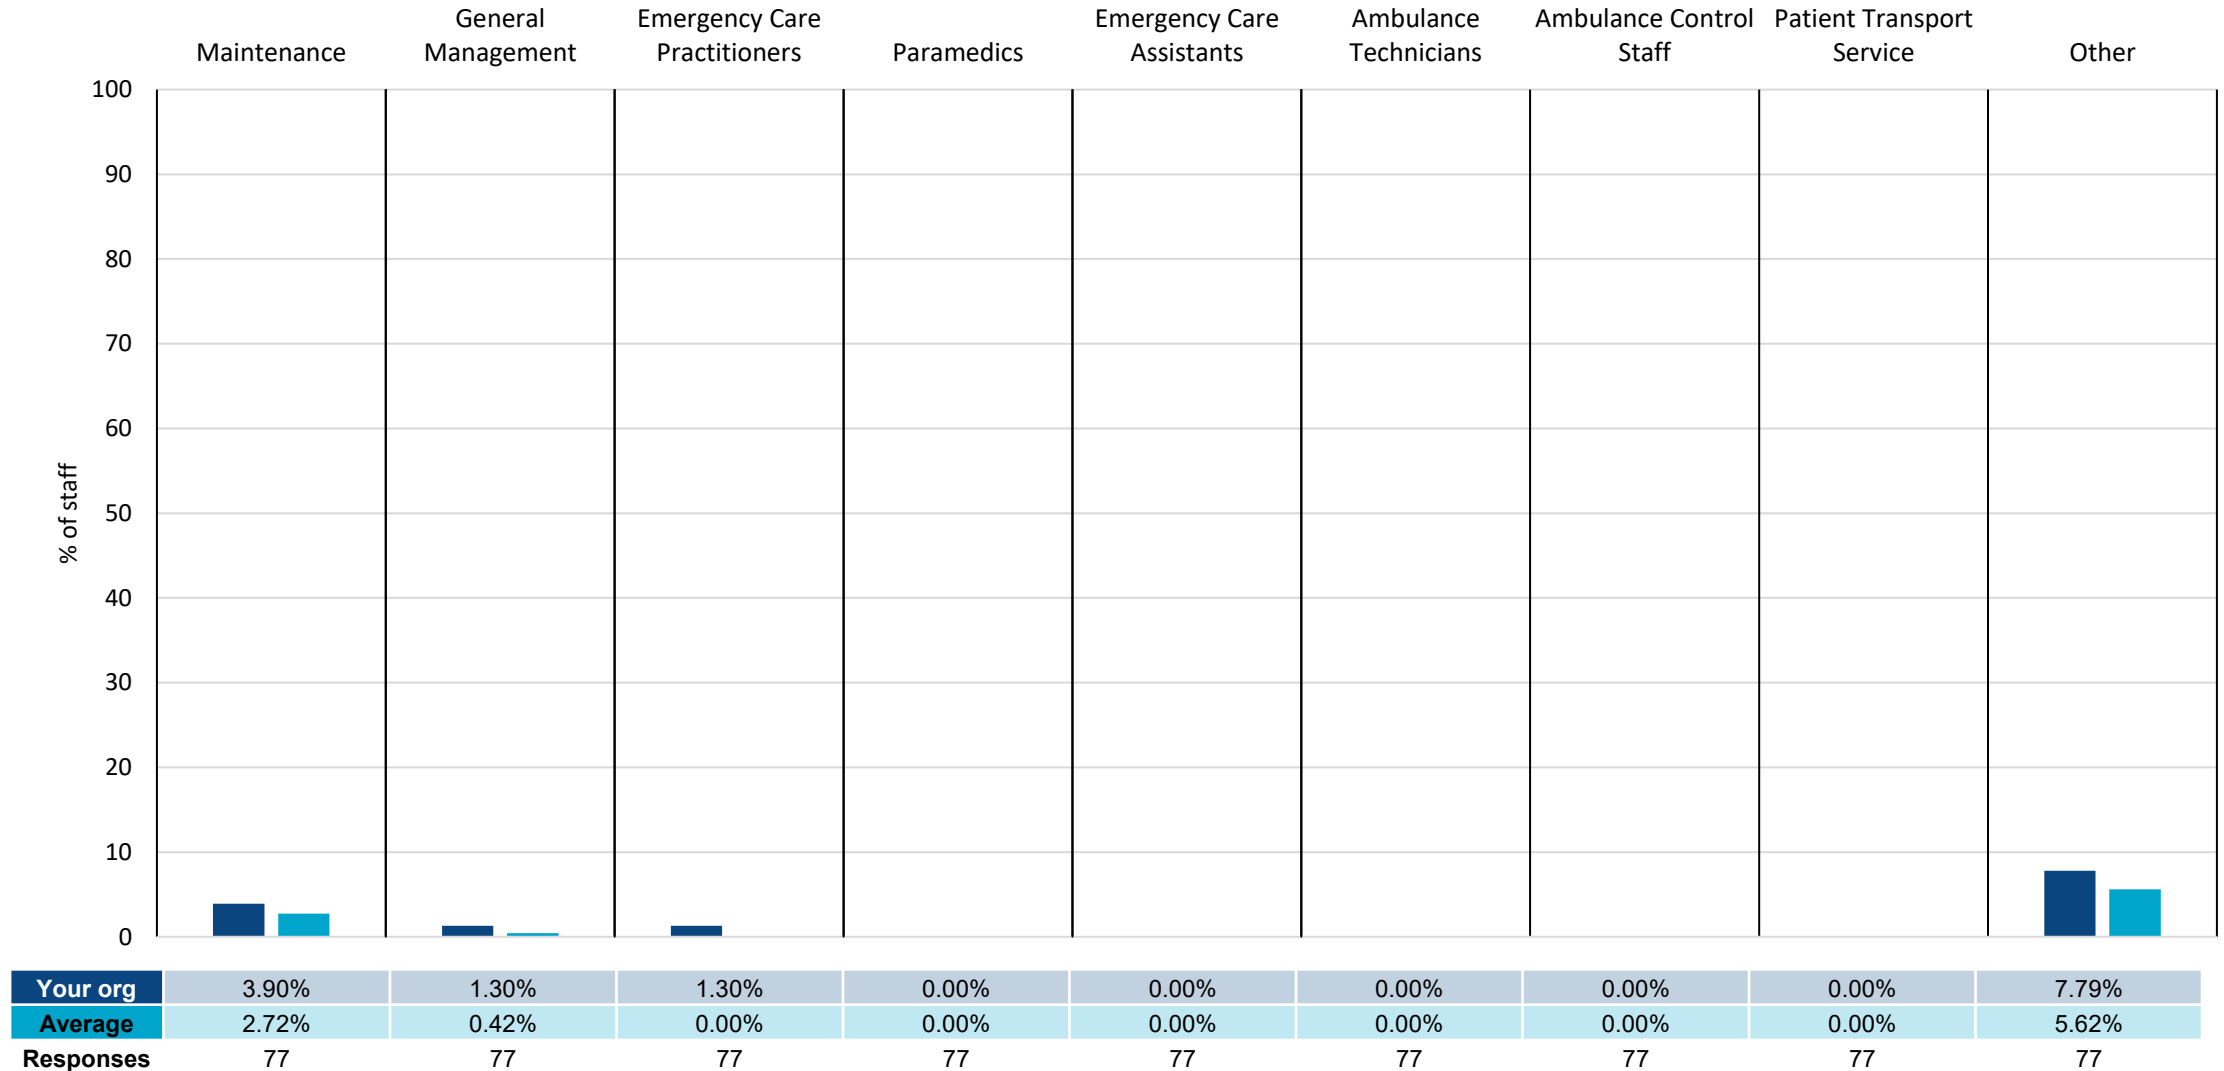 General Emergency Care Emergency Care Ambulance Ambulance Control Patient Transport
Maintenance Management Practitioners Paramedics Assistants Technicians Staff Service Other
100
90
80
70
60
50
40
30
20
10
0
% of staff
Your org 3.90% 1.30% 1.30% 0.00% 0.00% 0.00% 0.00% 0.00% 7.79%
Average 2.72% 0.42% 0.00% 0.00% 0.00% 0.00% 0.00% 0.00% 5.62%
Responses 77 77 77 77 77 77 77 77 77